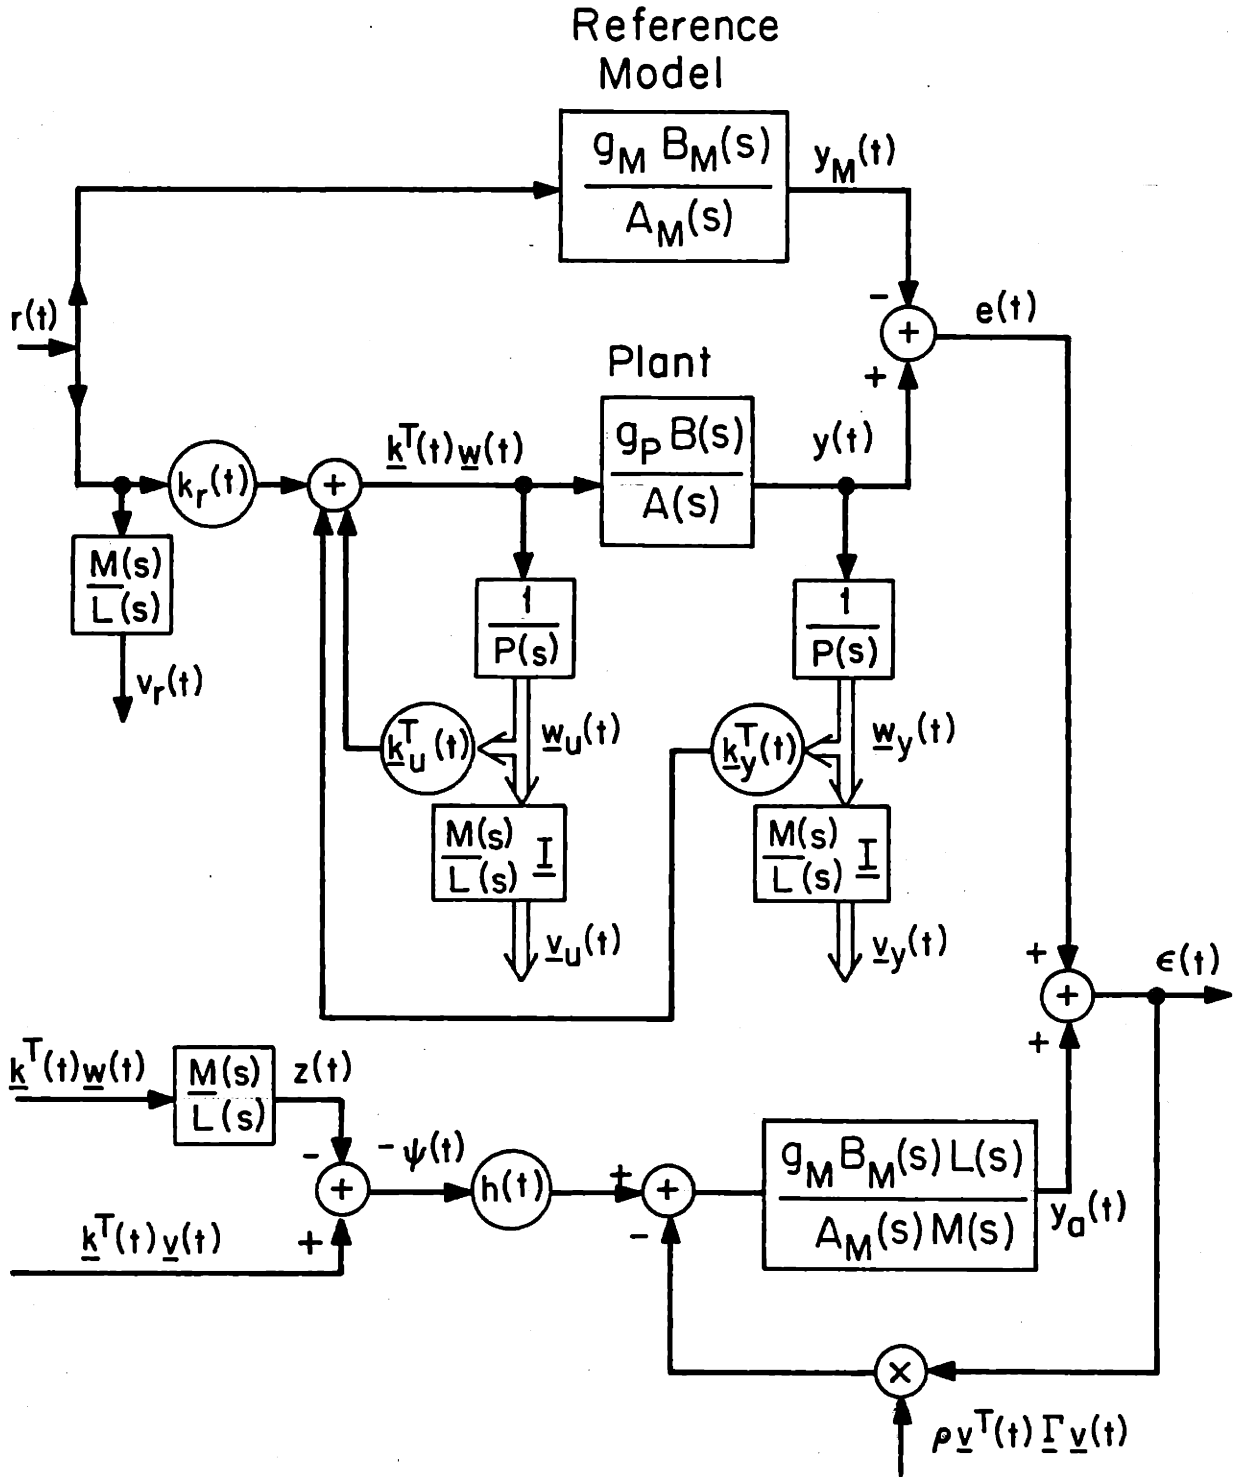 Reference
Model
g_M B_M(s)
A_M(s)
y_M(t)
-
r(t)
+
e(t)
Plant
+
k_r(t)
+
k^T(t) w(t)
g_P B(s)
A(s)
y(t)
M(s)
L(s)
1
P(s)
1
P(s)
v_r(t)
k_u^T(t)
w_u(t)
k_y^T(t)
w_y(t)
M(s)
L(s)
I
M(s)
L(s)
I
v_u(t)
v_y(t)
+
ϵ(t)
+
+
k^T(t) w(t)
M(s)
L(s)
z(t)
-
-ψ(t)
+
h(t)
+
+
-
g_M B_M(s) L(s)
A_M(s) M(s)
y_a(t)
k^T(t) v(t)
+
×
ρ v^T(t) Γ v(t)